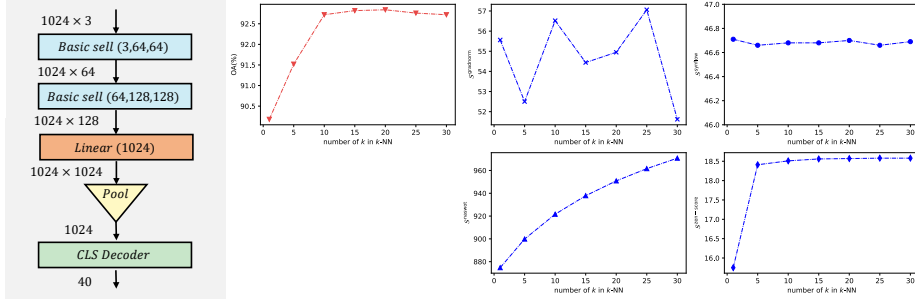 1024 × 3
Basic sell (3,64,64)
1024 × 64
Basic sell (64,128,128)
1024 × 128
Linear (1024)
1024 × 1024
Pool
1024
CLS Decoder
40
OA(%)
92.5
92.0
91.5
91.0
90.5
0 5 10 15 20 25 30
number of k in k-NN
S^gradnorm
57
56
55
54
53
52
0 5 10 15 20 25 30
number of k in k-NN
S^synflow
47.0
46.8
46.6
46.4
46.2
46.0
0 5 10 15 20 25 30
number of k in k-NN
960
940
920
900
880
0 5 10 15 20 25 30
number of k in k-NN
S^zen-score
18.5
18.0
17.5
17.0
16.5
16.0
0 5 10 15 20 25 30
number of k in k-NN